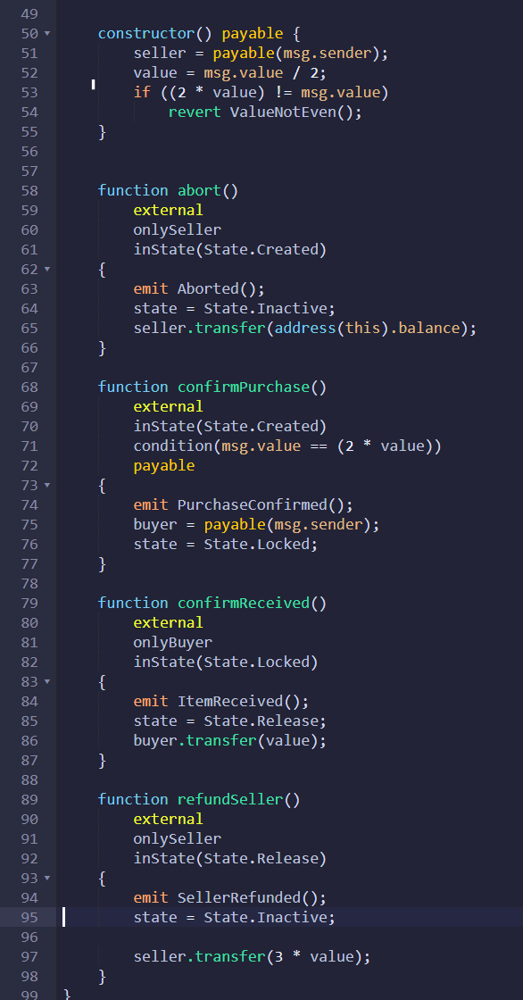 49
50 constructor() payable {
51 seller = payable(msg.sender);
52 value = msg.value / 2;
53 if ((2 * value) != msg.value)
54 revert ValueNotEven();
55 }
56
57
58 function abort()
59 external
60 onlySeller
61 inState(State.Created)
62 {
63 emit Aborted();
64 state = State.Inactive;
65 seller.transfer(address(this).balance);
66 }
67
68 function confirmPurchase()
69 external
70 inState(State.Created)
71 condition(msg.value == (2 * value))
72 payable
73 {
74 emit PurchaseConfirmed();
75 buyer = payable(msg.sender);
76 state = State.Locked;
77 }
78
79 function confirmReceived()
80 external
81 onlyBuyer
82 inState(State.Locked)
83 {
84 emit ItemReceived();
85 state = State.Release;
86 buyer.transfer(value);
87 }
88
89 function refundSeller()
90 external
91 onlySeller
92 inState(State.Release)
93 {
94 emit SellerRefunded();
95 state = State.Inactive;
96
97 seller.transfer(3 * value);
98 }
99 }